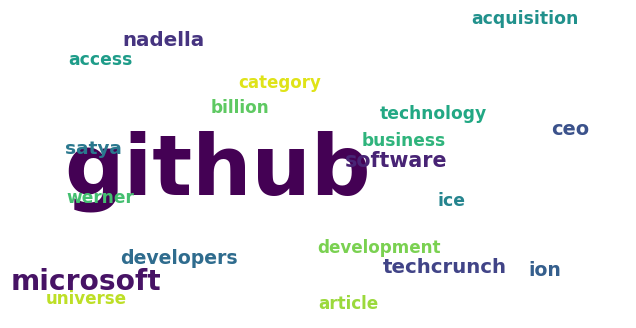 acquisition
nadella
access
category
billion
technology
ceo
business
satya
software
github
werner
ice
development
developers
techcrunch
ion
microsoft
universe
article